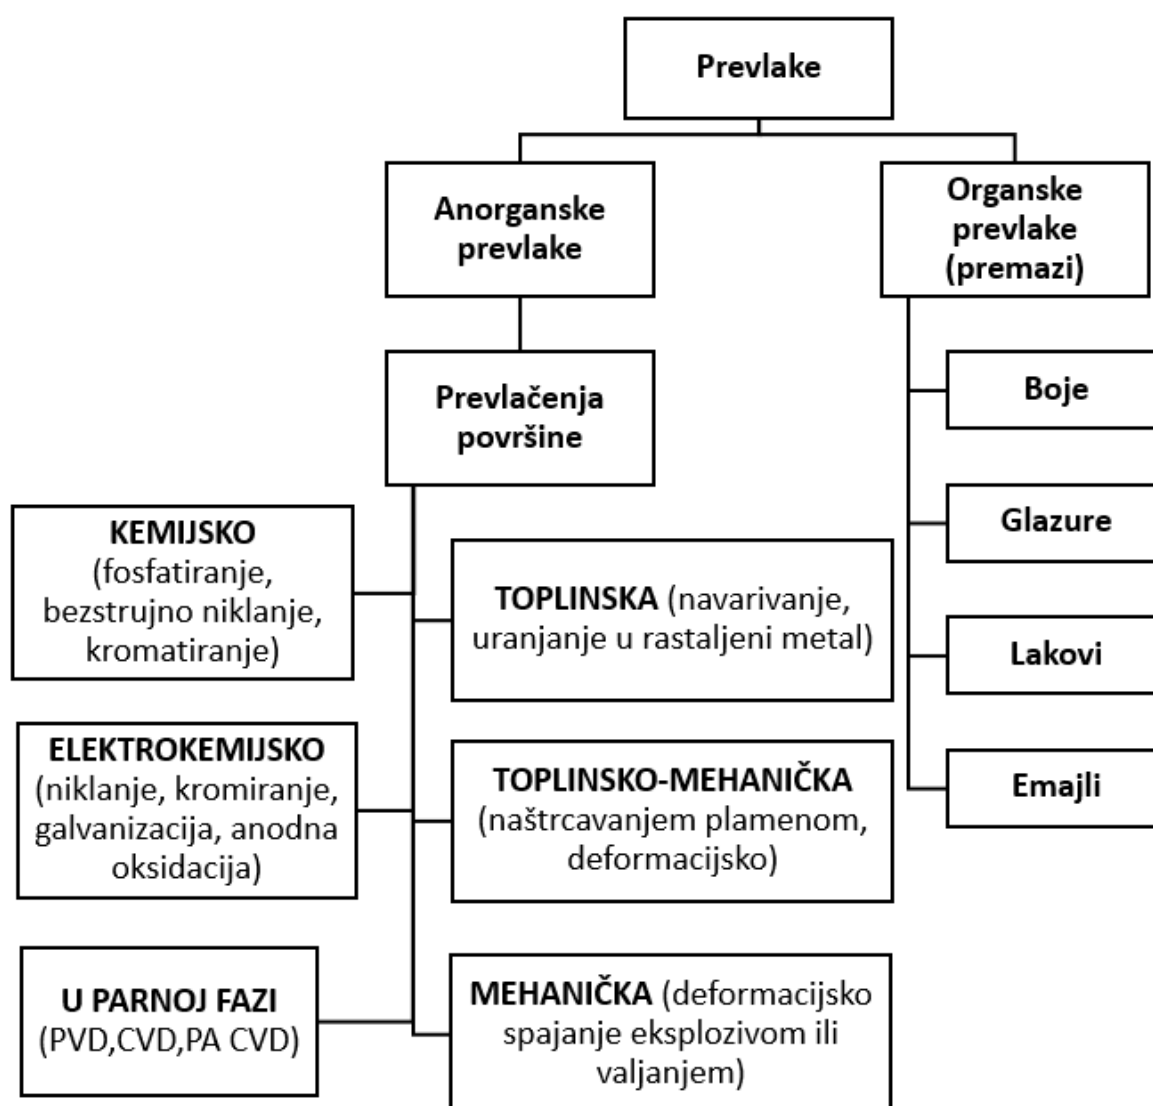 Prevlake
Anorganske
prevlake
Organske
prevlake
(premazi)
Prevlačenja
površine
Boje
Glazure
Lakovi
Emajli
KEMIJSKO
(fosfatiranje,
bezstrujno niklanje,
kromatiranje)
TOPLINSKA (navarivanje,
uranjanje u rastaljeni metal)
ELEKTROKEMIJSKO
(niklanje, kromiranje,
galvanizacija, anodna
oksidacija)
TOPLINSKO-MEHANIČKA
(naštrcavanjem plamenom,
deformacijsko)
U PARNOJ FAZI
(PVD,CVD,PA CVD)
MEHANIČKA (deformacijsko
spajanje eksplozivom ili
valjanjem)